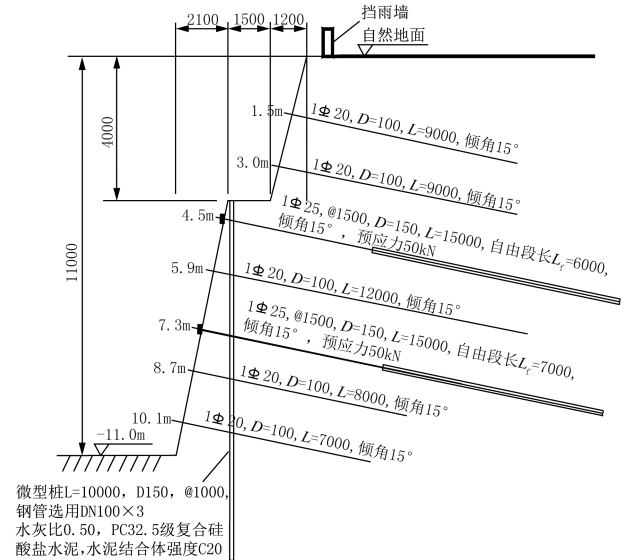 2100 1500 1200
挡雨墙
自然地面
4000
11000
1.5m
1Φ20, D=100, L=9000, 倾角15°
3.0m
1Φ20, D=100, L=9000, 倾角15°
4.5m
1Φ25, @1500, D=150, L=15000, 自由段长Lf=6000,
倾角15°，预应力50kN
5.9m
1Φ20, D=100, L=12000, 倾角15°
7.3m
1Φ25, @1500, D=150, L=15000, 自由段长Lf=7000,
倾角15°，预应力50kN
8.7m
1Φ20, D=100, L=8000, 倾角15°
10.1m
1Φ20, D=100, L=7000, 倾角15°
-11.0m
微型桩L=10000, D150, @1000,
钢管选用DN100×3
水灰比0.50, PC32.5级复合硅
酸盐水泥,水泥结合体强度C20